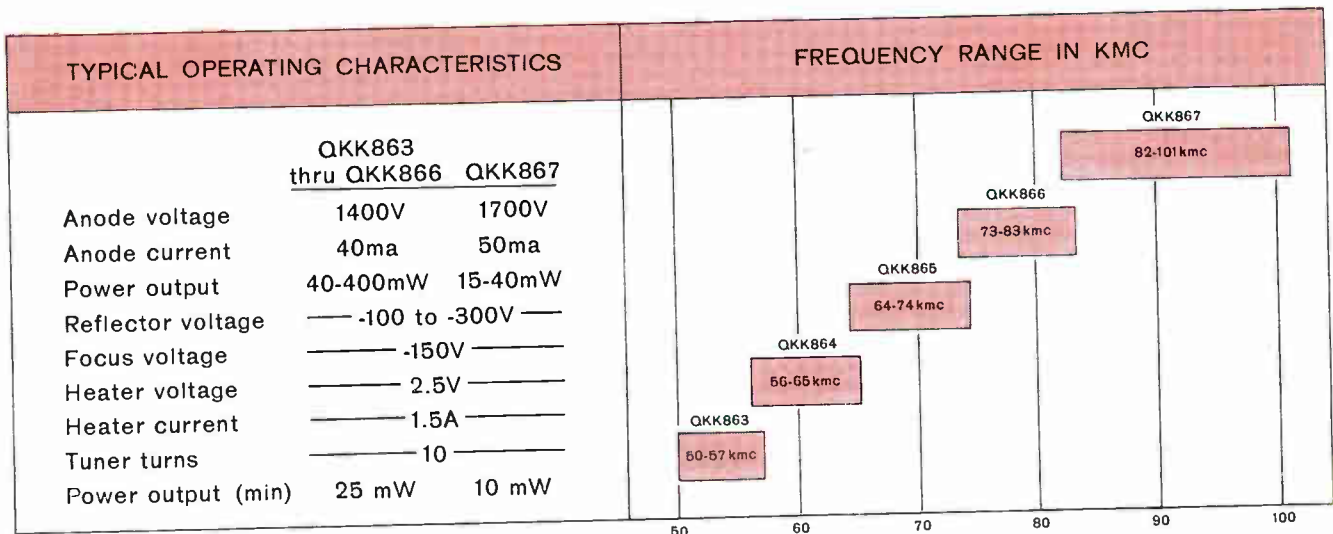 TYPICAL OPERATING CHARACTERISTICS
QKK863
thru QKK866 QKK867
Anode voltage 1400V 1700V
Anode current 40ma 50ma
Power output 40-400mW 15-40mW
Reflector voltage -100 to -300V
Focus voltage -150V
Heater voltage 2.5V
Heater current 1.5A
Tuner turns 10
Power output (min) 25 mW 10 mW
FREQUENCY RANGE IN KMC
QKK867
82-101kmc
QKK866
73-83kmc
QKK865
64-74kmc
QKK864
56-65kmc
QKK863
50-57 kmc
50 60 70 80 90 100